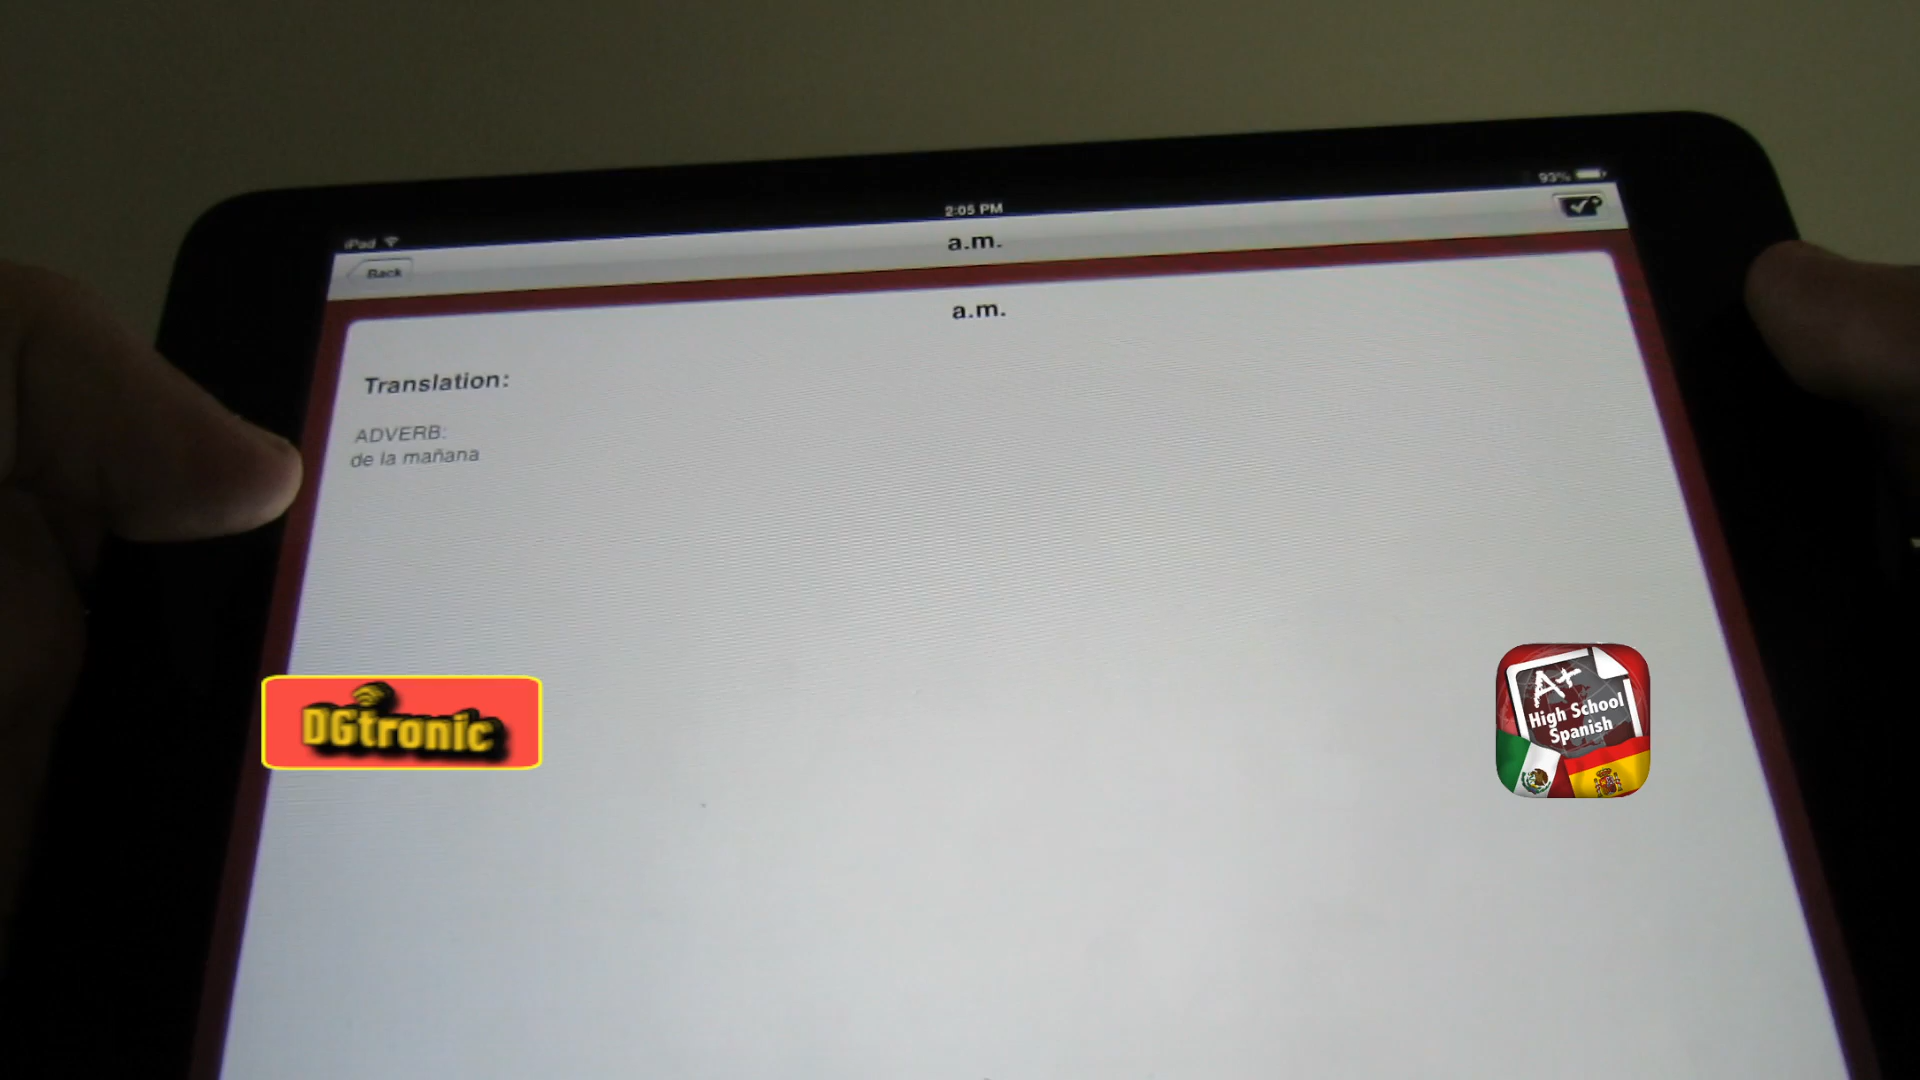 93%
2:05 PM
iPad
a.m.
Back
a.m.
Translation:
ADVERB:
de la mañana
DGtronic
A+
High School
Spanish